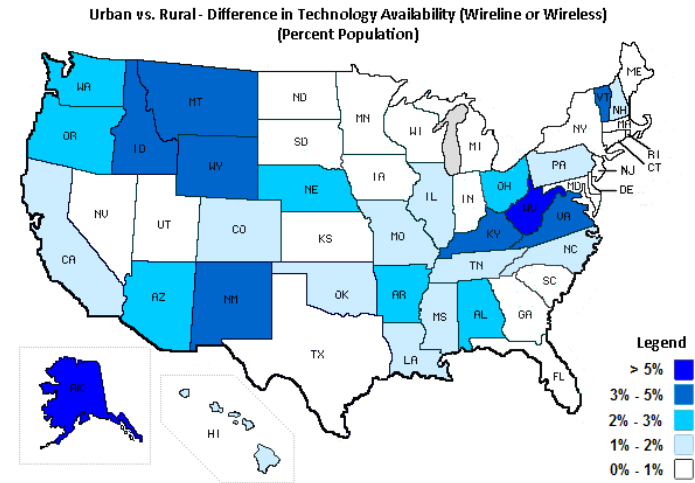 Urban vs. Rural - Difference in Technology Availability (Wireline or Wireless)
(Percent Population)
WA
MT
ND
MN
ME
VT
NH
OR
ID
SD
WI
MI
NY
MA
WY
RI
CT
IA
PA
NJ
NE
OH
MD
DE
NV
UT
CO
IL
IN
WV
VA
KS
MO
KY
CA
NC
TN
AZ
NM
OK
AR
SC
MS
AL
GA
TX
LA
FL
AK
HI
Legend
> 5%
3% - 5%
2% - 3%
1% - 2%
0% - 1%